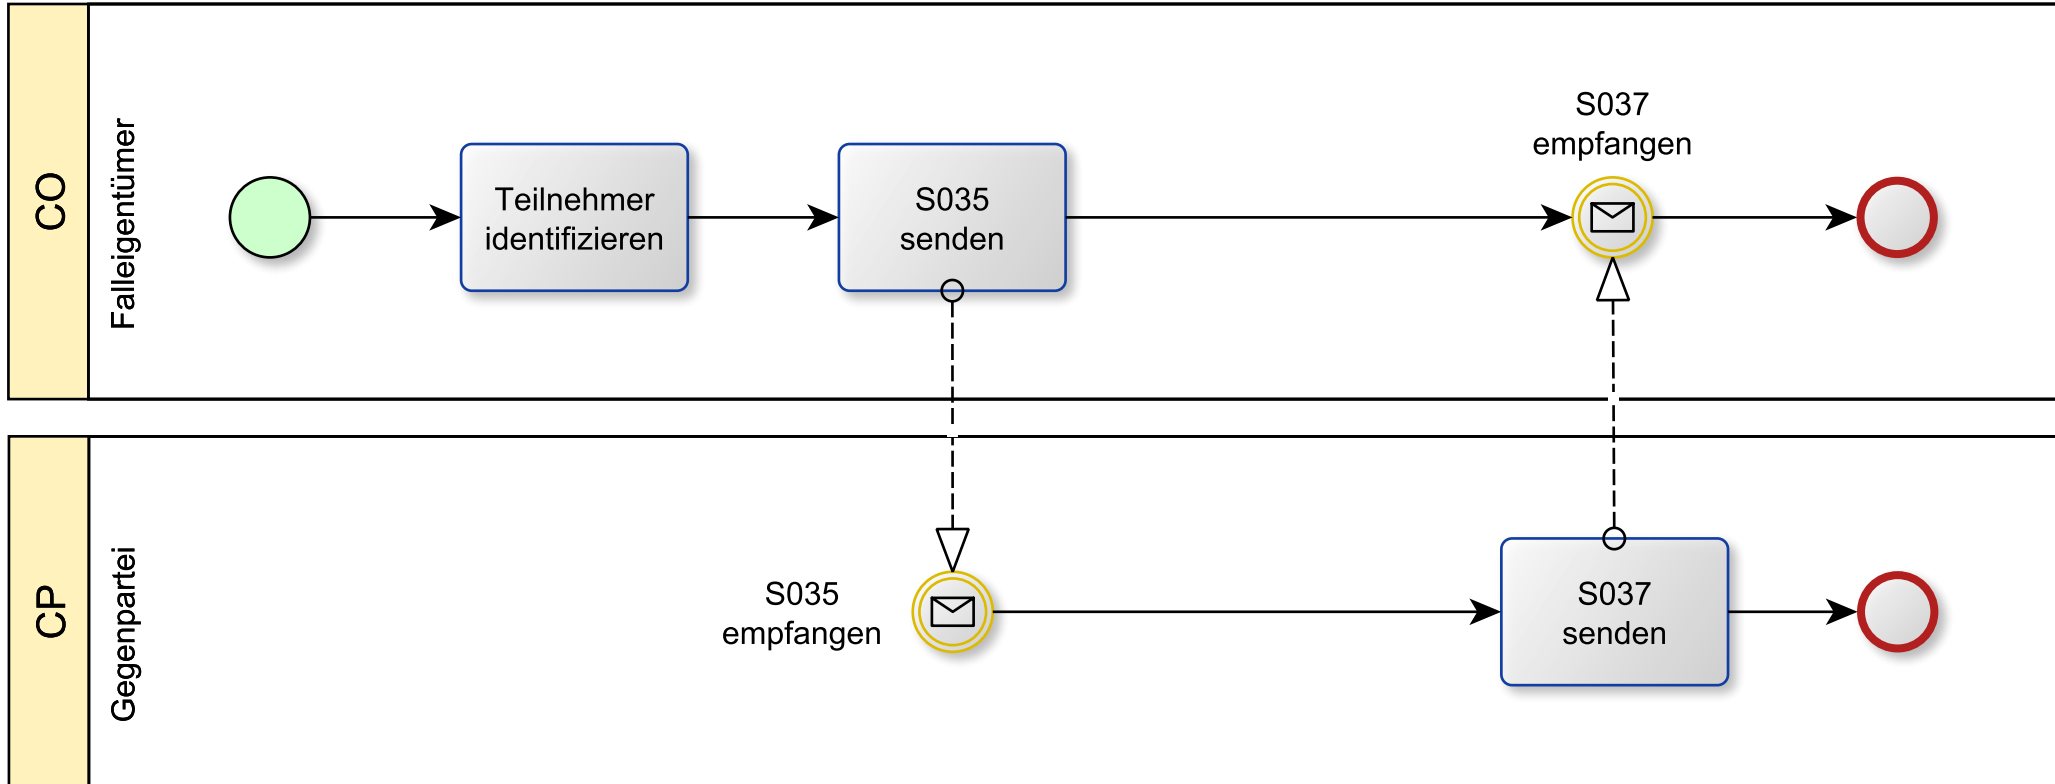 CO
Falleigentümer
Teilnehmer
identifizieren
S035
senden
S037
empfangen
CP
Gegenpartei
S035
empfangen
S037
senden